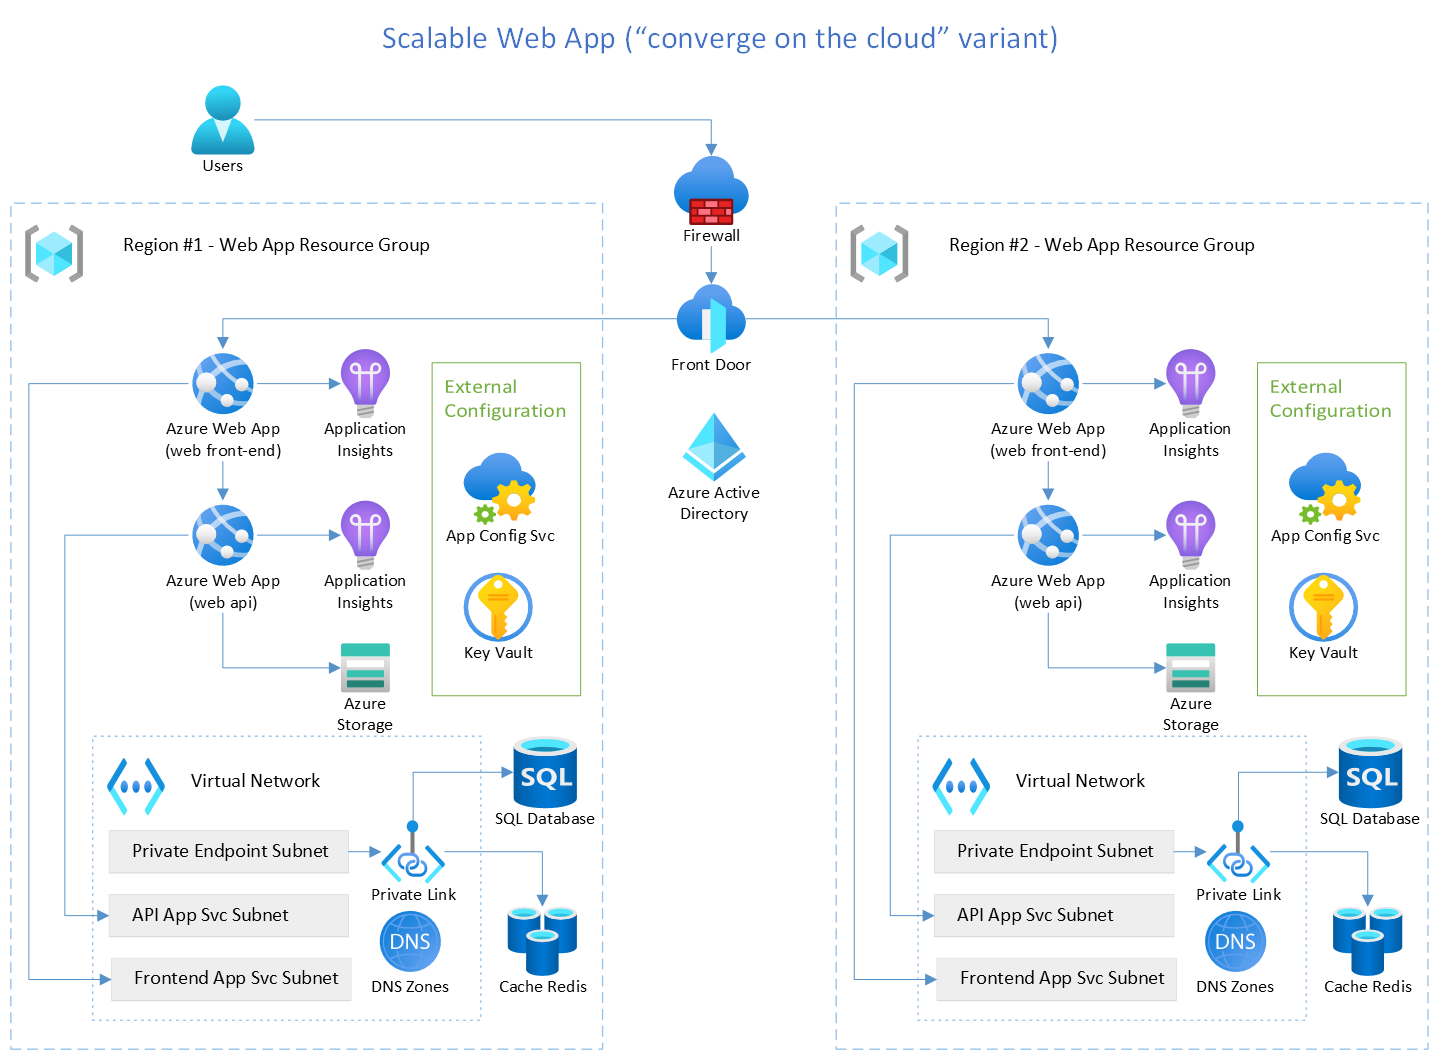 Scalable Web App (“converge on the cloud” variant)
Users
Firewall
Front Door
Azure Active
Directory
Region #1 - Web App Resource Group
Azure Web App
(web front-end)
Application
Insights
External
Configuration
App Config Svc
Azure Web App
(web api)
Application
Insights
Key Vault
Azure
Storage
Virtual Network
SQL
SQL Database
Private Endpoint Subnet
Private Link
API App Svc Subnet
DNS
Frontend App Svc Subnet
DNS Zones
Cache Redis
Region #2 - Web App Resource Group
Azure Web App
(web front-end)
Application
Insights
External
Configuration
App Config Svc
Azure Web App
(web api)
Application
Insights
Key Vault
Azure
Storage
Virtual Network
SQL
SQL Database
Private Endpoint Subnet
Private Link
API App Svc Subnet
DNS
Frontend App Svc Subnet
DNS Zones
Cache Redis